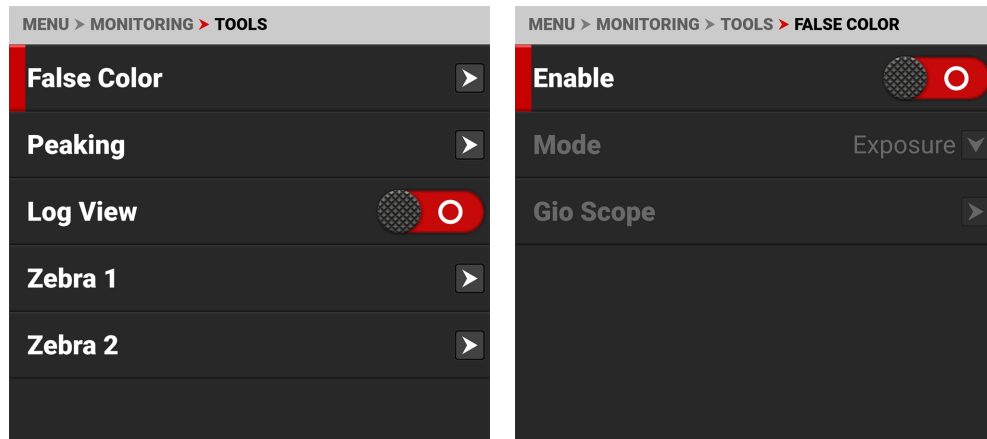 MENU > MONITORING > TOOLS
False Color
Peaking
Log View
Zebra 1
Zebra 2
MENU > MONITORING > TOOLS > FALSE COLOR
Enable
Mode Exposure
Gio Scope